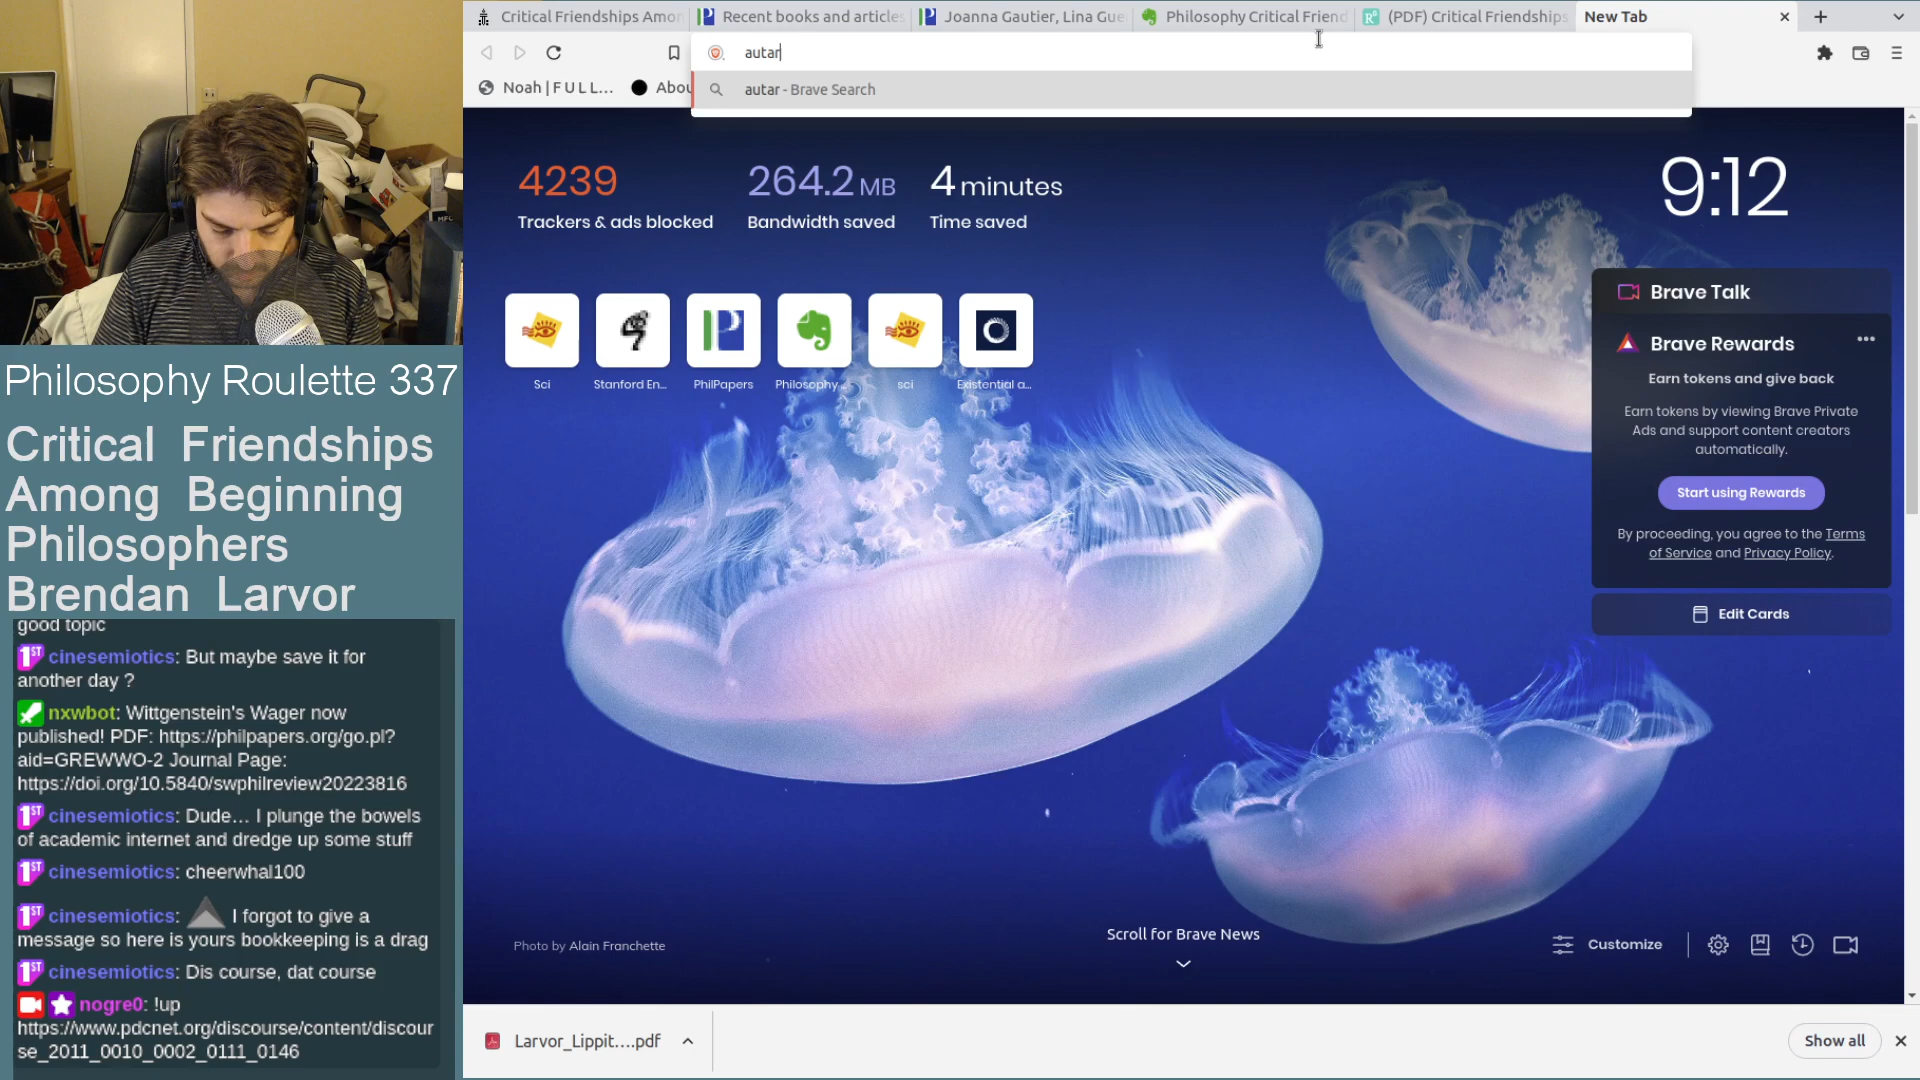 Critical Friendships Amor
Recent books and articles
Joanna Gautier, Lina Gue
Philosophy Critical Friend
(PDF) Critical Friendships
New Tab
autar
Noah | F U L L...
Abou
autar - Brave Search
4239
Trackers & ads blocked
264.2 MB
Bandwidth saved
4 minutes
Time saved
9:12
Sci
Stanford En...
PhilPapers
Philosophy ...
sci
Existential a...
Brave Talk
Brave Rewards
Earn tokens and give back
Earn tokens by viewing Brave Private
Ads and support content creators
automatically.
Start using Rewards
By proceeding, you agree to the Terms
of Service and Privacy Policy.
Edit Cards
Philosophy Roulette 337
Critical Friendships
Among Beginning
Philosophers
Brendan Larvor
good topic
cinesemiotics: But maybe save it for
another day ?
nxwbot: Wittgenstein's Wager now
published! PDF: https://philpapers.org/go.pl?
aid=GREWWO-2 Journal Page:
https://doi.org/10.5840/swphilreview20223816
cinesemiotics: Dude... I plunge the bowels
of academic internet and dredge up some stuff
cinesemiotics: cheerwhal100
cinesemiotics: I forgot to give a
message so here is yours bookkeeping is a drag
cinesemiotics: Dis course, dat course
nogre0: !up
https://www.pdcnet.org/discourse/content/discour
se_2011_0010_0002_0111_0146
Photo by Alain Franchette
Scroll for Brave News
Customize
Larvor_Lippit....pdf
Show all